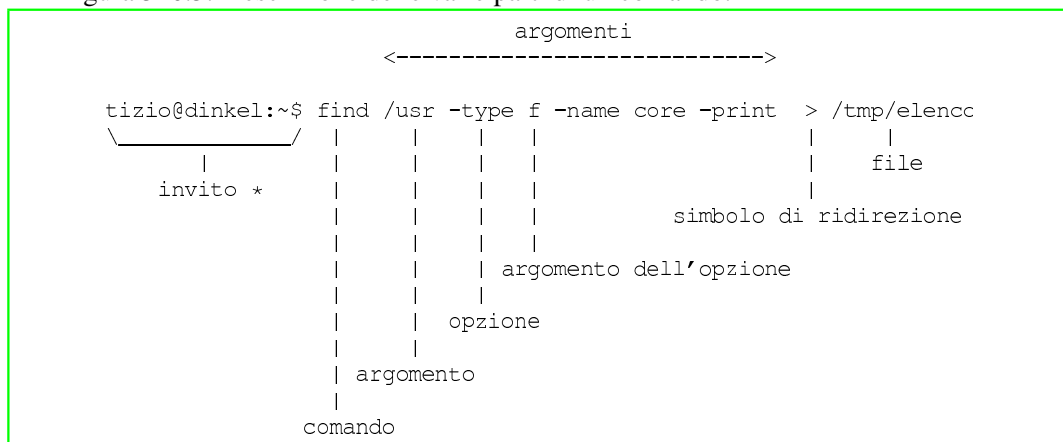 argomenti
<---------------------------->
tizio@dinkel:~$ find /usr -type f -name core -print > /tmp/elenco
file
invito *
simbolo di ridirezione
argomento dell'opzione
opzione
argomento
comando